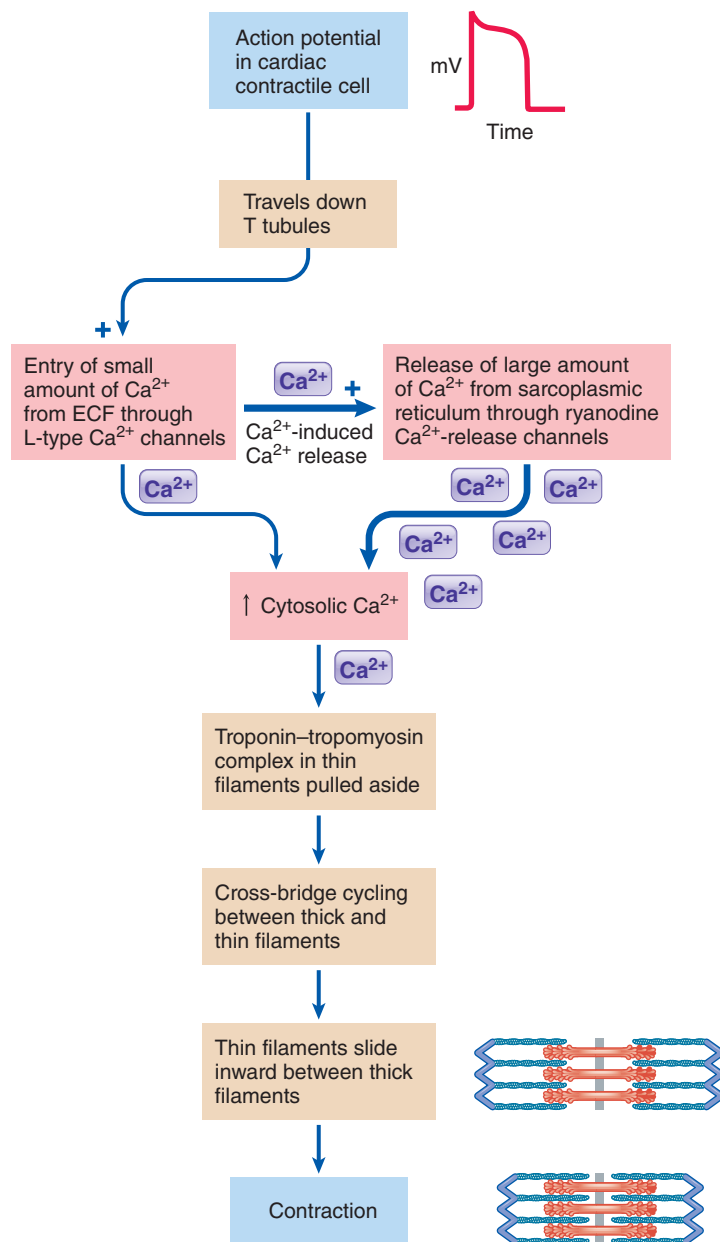 Action potential
in cardiac
contractile cell
mV
Time
Travels down
T tubules
+
Entry of small
amount of Ca²⁺
from ECF through
L-type Ca²⁺ channels
Ca²⁺
+
Ca²⁺-induced
Ca²⁺ release
Release of large amount
of Ca²⁺ from sarcoplasmic
reticulum through ryanodine
Ca²⁺-release channels
Ca²⁺
Ca²⁺
Ca²⁺
Ca²⁺
Ca²⁺
↑ Cytosolic Ca²⁺
Ca²⁺
Ca²⁺
Troponin–tropomyosin
complex in thin
filaments pulled aside
Cross-bridge cycling
between thick and
thin filaments
Thin filaments slide
inward between thick
filaments
Contraction